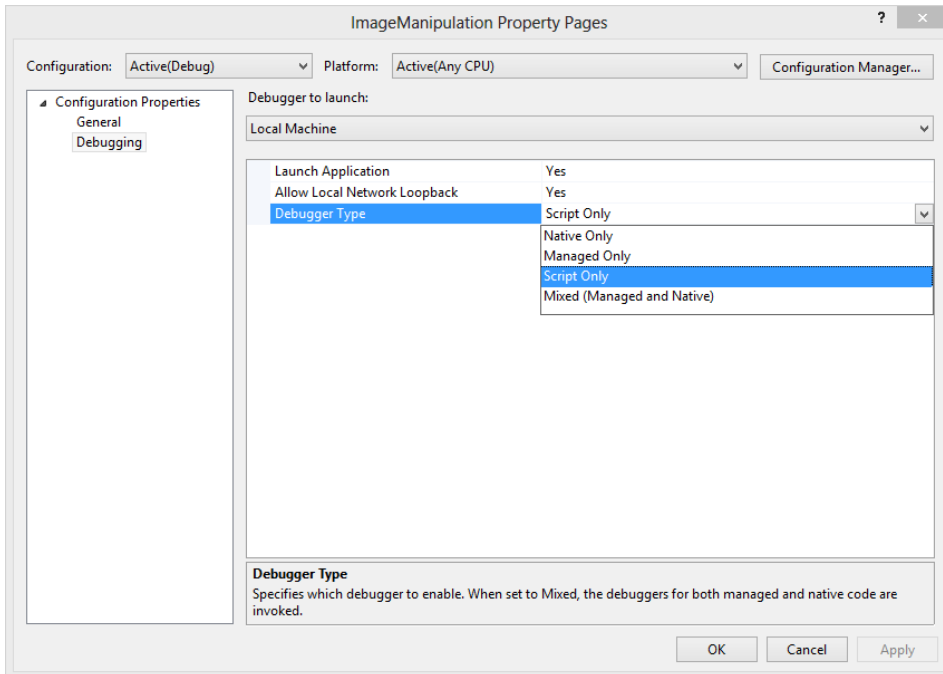 ImageManipulation Property Pages
?
Configuration: Active(Debug) Platform: Active(Any CPU) Configuration Manager...
Configuration Properties
General
Debugging
Debugger to launch:
Local Machine
Launch Application Yes
Allow Local Network Loopback Yes
Debugger Type Script Only
Native Only
Managed Only
Script Only
Mixed (Managed and Native)
Debugger Type
Specifies which debugger to enable. When set to Mixed, the debuggers for both managed and native code are
invoked.
OK Cancel Apply